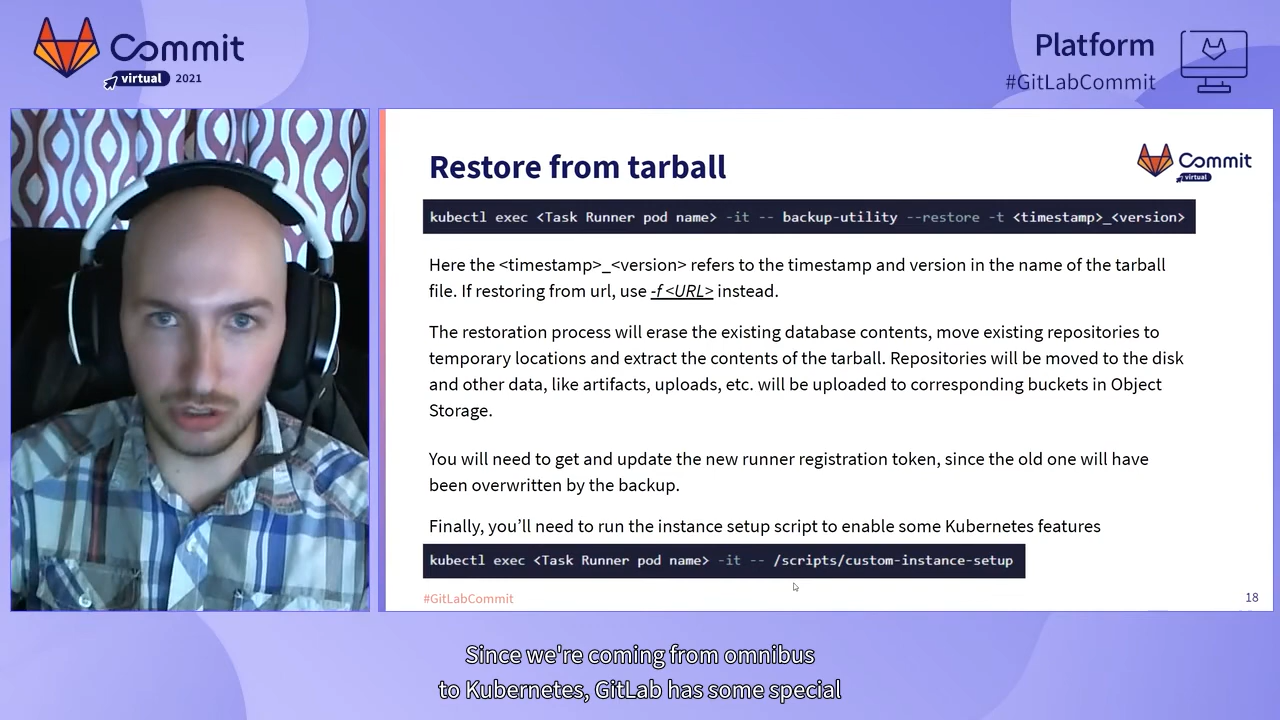 Commit
virtual 2021
Platform
#GitLabCommit
Restore from tarball
Commit
virtual
kubectl exec <Task Runner pod name> -it -- backup-utility --restore -t <timestamp>_<version>
Here the <timestamp>_<version> refers to the timestamp and version in the name of the tarball
file. If restoring from url, use -f <URL> instead.
The restoration process will erase the existing database contents, move existing repositories to
temporary locations and extract the contents of the tarball. Repositories will be moved to the disk
and other data, like artifacts, uploads, etc. will be uploaded to corresponding buckets in Object
Storage.
You will need to get and update the new runner registration token, since the old one will have
been overwritten by the backup.
Finally, you’ll need to run the instance setup script to enable some Kubernetes features
kubectl exec <Task Runner pod name> -it -- /scripts/custom-instance-setup
#GitLabCommit
18
Since we're coming from omnibus
to Kubernetes, GitLab has some special